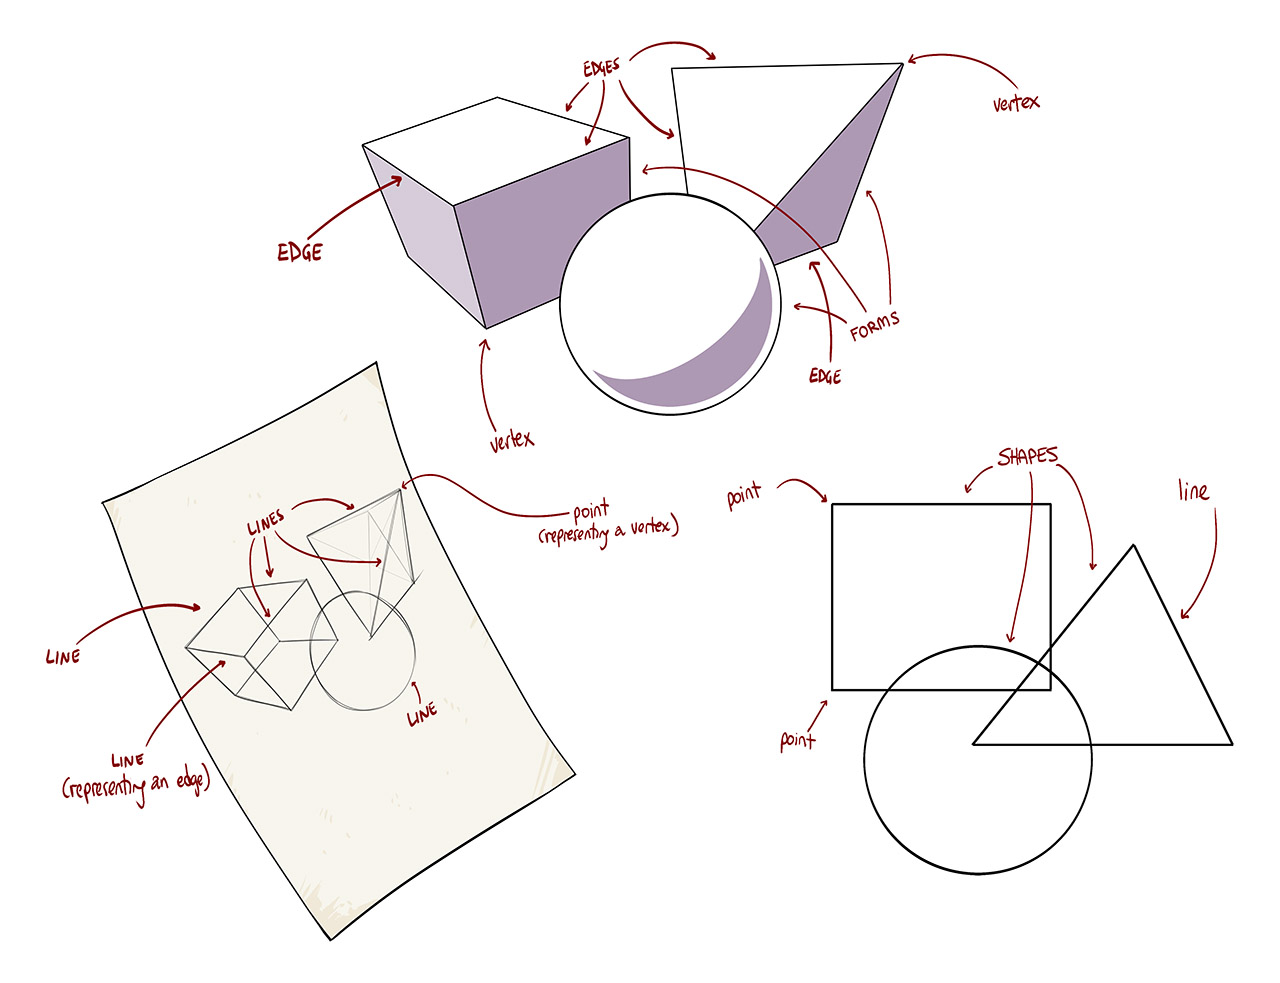 EDGES
vertex
EDGE
FORMS
EDGE
vertex
SHAPES
point
line
LINES
point
(representing a vertex)
LINE
LINE
point
LINE
(representing an edge)